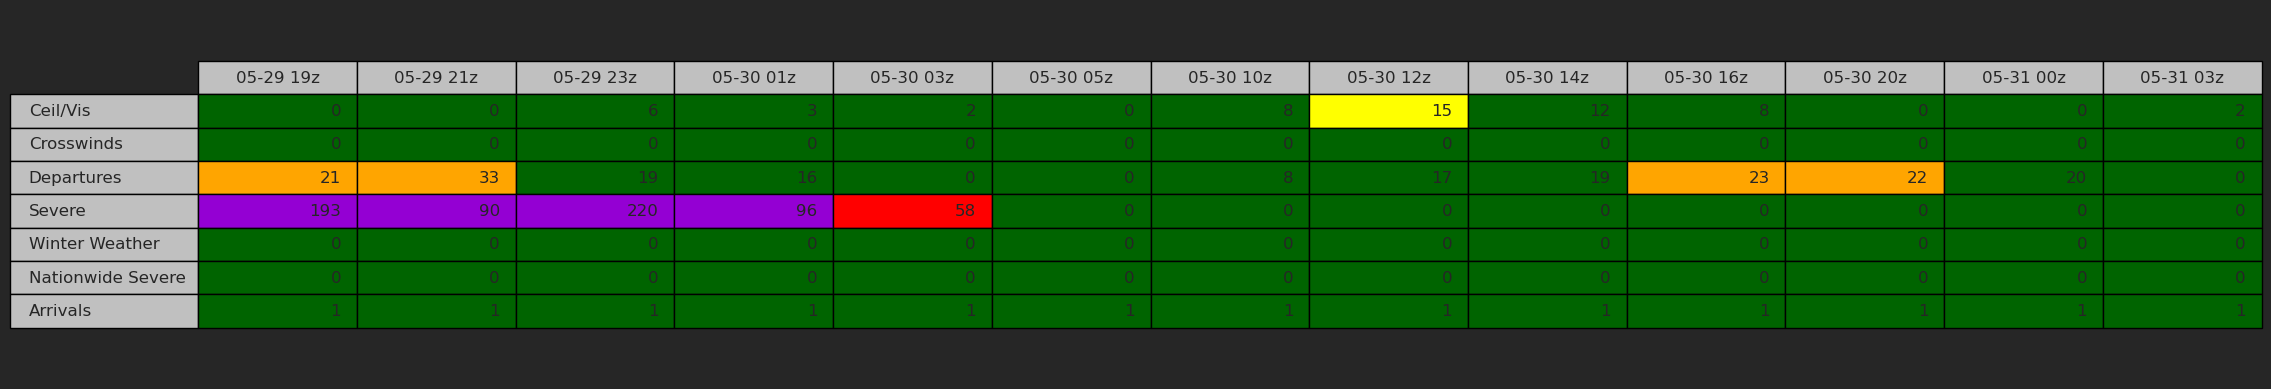 05-29 19z 05-29 21z 05-29 23z 05-30 01z 05-30 03z 05-30 05z 05-30 10z 05-30 12z 05-30 14z 05-30 16z 05-30 20z 05-31 00z 05-31 03z
Ceil/Vis 0 0 6 3 2 0 8 15 12 8 0 0 2
Crosswinds 0 0 0 0 0 0 0 0 0 0 0 0 0
Departures 21 33 19 16 0 0 8 17 19 23 22 20 0
Severe 193 90 220 96 58 0 0 0 0 0 0 0 0
Winter Weather 0 0 0 0 0 0 0 0 0 0 0 0 0
Nationwide Severe 0 0 0 0 0 0 0 0 0 0 0 0 0
Arrivals 1 1 1 1 1 1 1 1 1 1 1 1 1